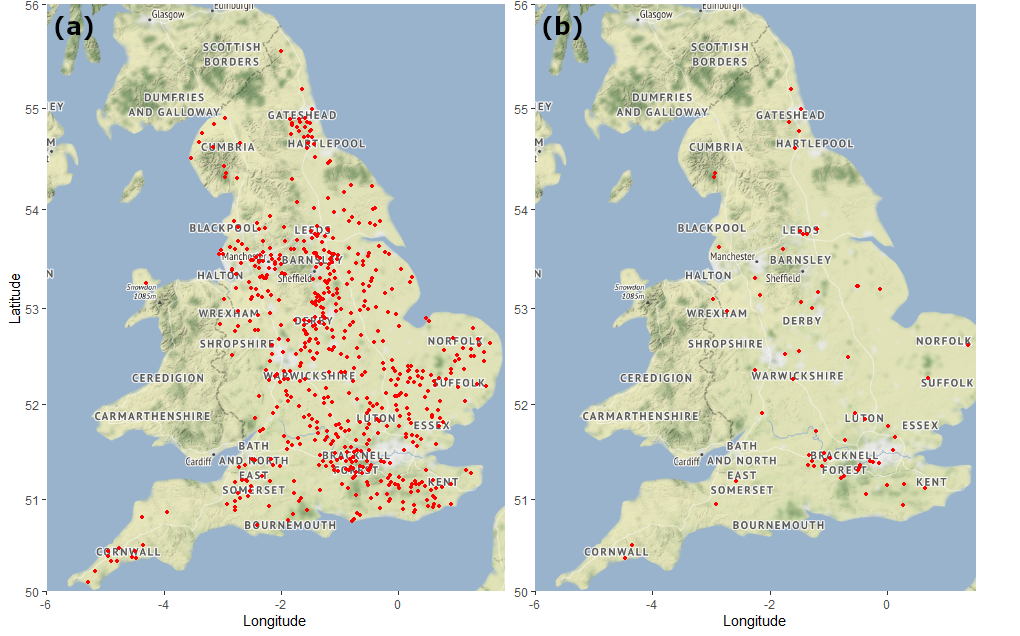 (a)
56
55
54
53
52
51
50
-6
-4
-2
0
Latitude
Longitude
Glasgow
Edinburgh
SCOTTISH
BORDERS
DUMFRIES
AND GALLOWAY
EY
M
GATESHEAD
HARTLEPOOL
CUMBRIA
BLACKPOOL
LEEDS
Manchester
BARNSLEY
HALTON
Sheffield
N
Snowdon
1085m
WREXHAM
DERBY
SHROPSHIRE
NORFOLK
CEREDIGION
WARWICKSHIRE
SUFFOLK
CARMARTHENSHIRE
LUTON
ESSEX
BATH
AND NORTH
EAST
SOMERSET
Cardiff
BRACKNELL
FOREST
KENT
BOURNEMOUTH
CORNWALL
(b)
56
55
54
53
52
51
50
-6
-4
-2
0
Longitude
Glasgow
Edinburgh
SCOTTISH
BORDERS
DUMFRIES
AND GALLOWAY
EY
M
GATESHEAD
HARTLEPOOL
CUMBRIA
BLACKPOOL
LEEDS
Manchester
BARNSLEY
HALTON
Sheffield
N
Snowdon
1085m
WREXHAM
DERBY
SHROPSHIRE
NORFOLK
CEREDIGION
WARWICKSHIRE
SUFFOLK
CARMARTHENSHIRE
LUTON
ESSEX
BATH
AND NORTH
EAST
SOMERSET
Cardiff
BRACKNELL
FOREST
KENT
BOURNEMOUTH
CORNWALL